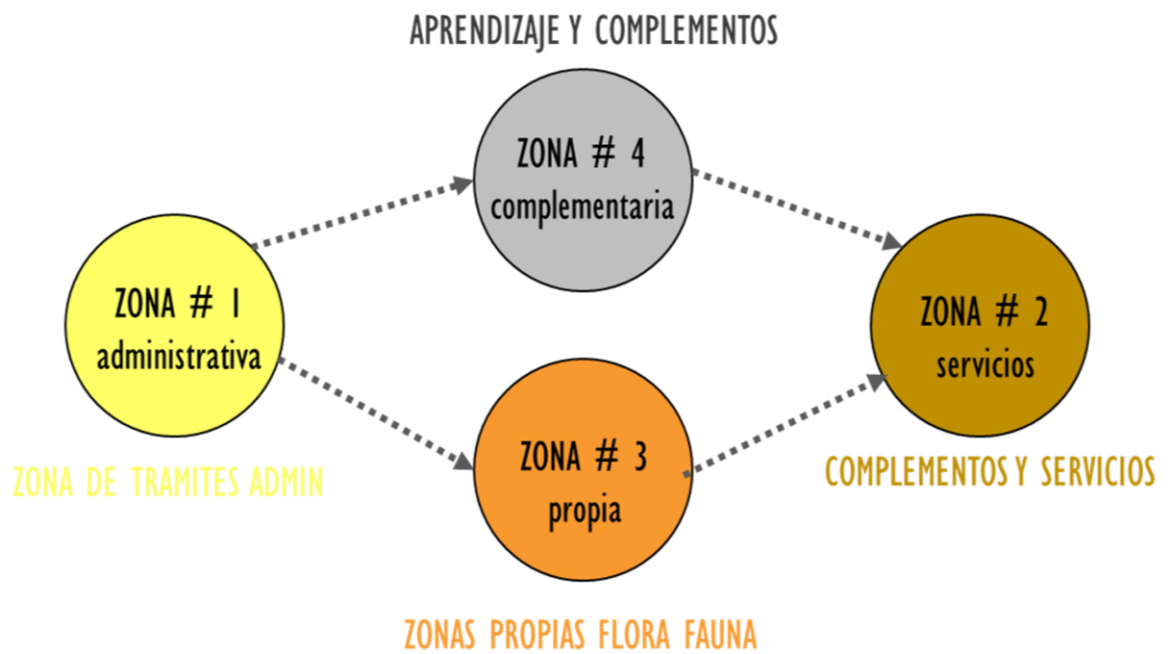 APRENDIZAJE Y COMPLEMENTOS
ZONA # 4
complementaria
ZONA # 1
administrativa
ZONA DE TRAMITES ADMIN
ZONA # 2
servicios
COMPLEMENTOS Y SERVICIOS
ZONA # 3
propia
ZONAS PROPIAS FLORA FAUNA